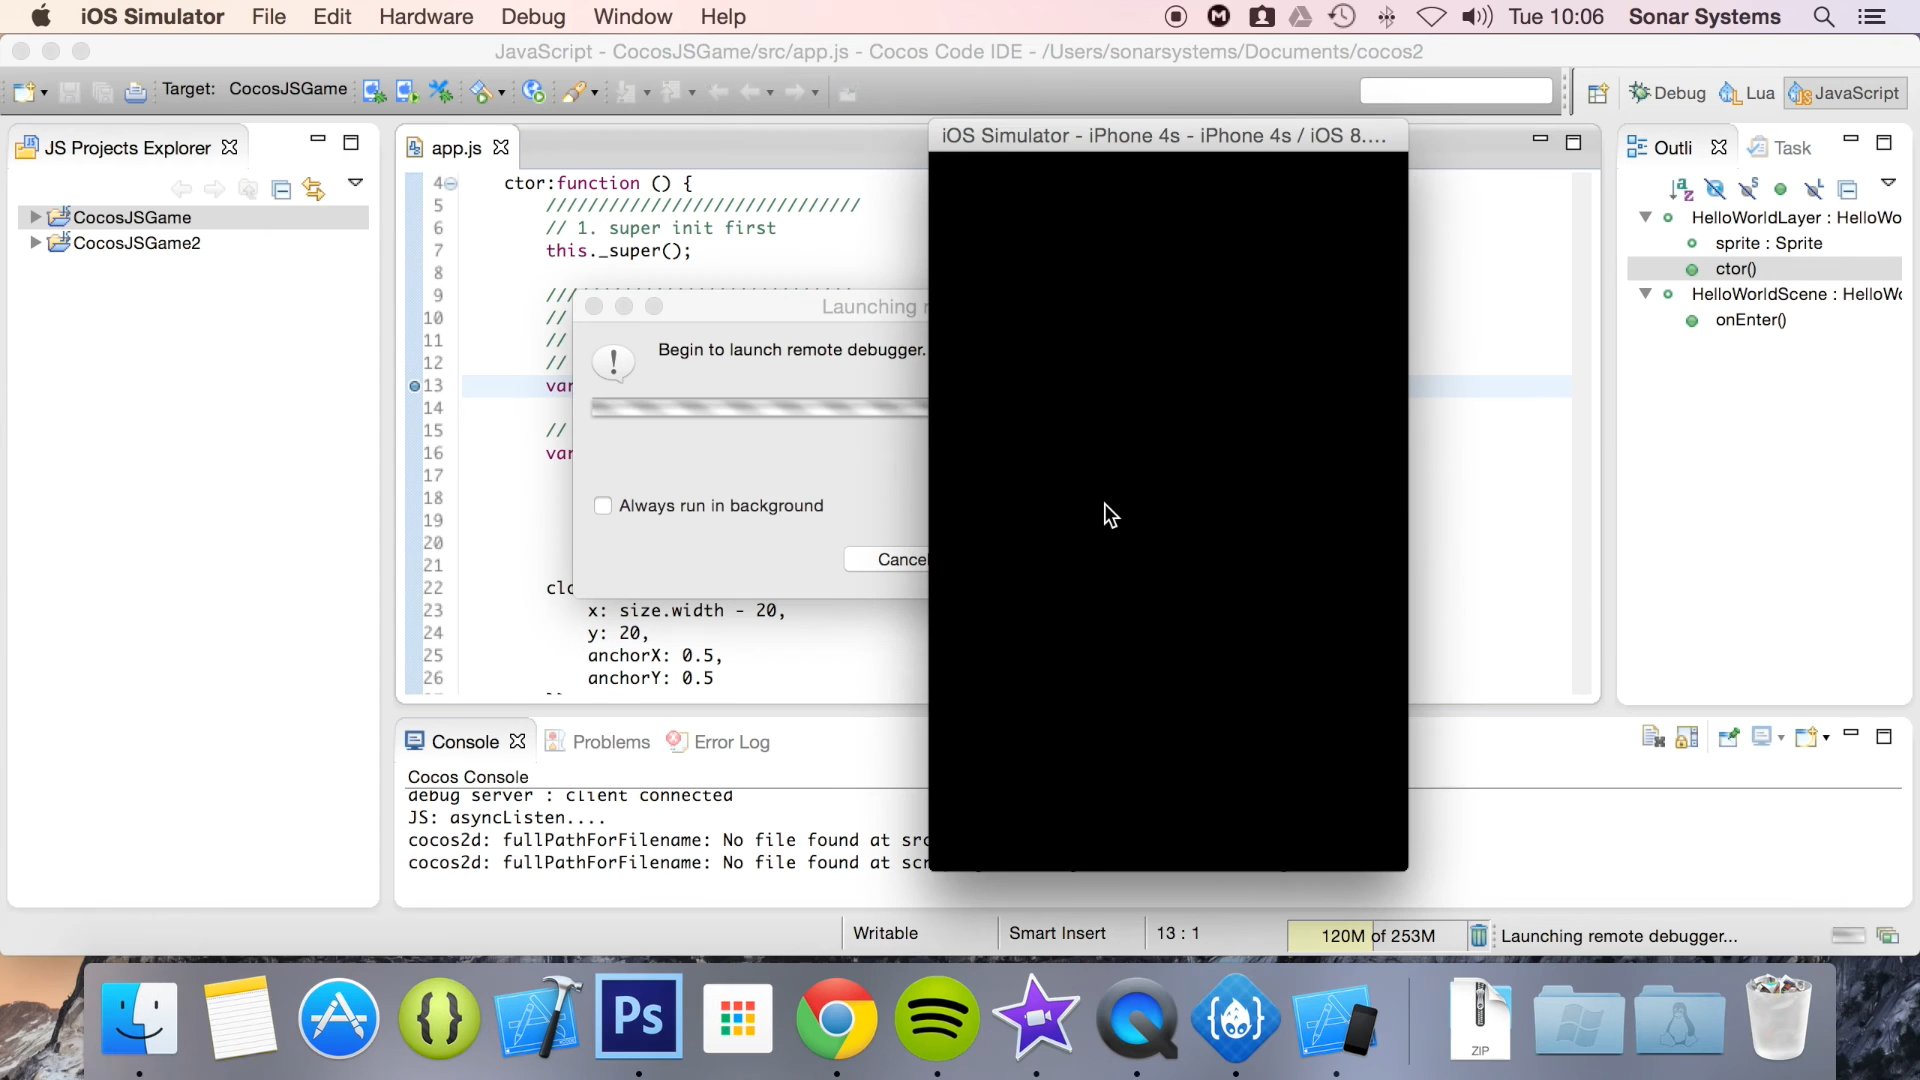 iOS Simulator File Edit Hardware Debug Window Help Tue 10:06 Sonar Systems
JavaScript - CocosJSGame/src/app.js - Cocos Code IDE - /Users/sonarsystems/Documents/cocos2
Target: CocosJSGame Debug Lua JavaScript
JS Projects Explorer
CocosJSGame
CocosJSGame2
app.js
4 ctor:function () {
5 //////////////////////////////
6 // 1. super init first
7 this._super();
8
9 ///
10 //
11 //
12 //
13 var
14
15 //
16 var
17
18
19
20
21
22
23 x: size.width - 20,
24 y: 20,
25 anchorX: 0.5,
26 anchorY: 0.5
Launching
Begin to launch remote debugger.
Always run in background
Cancel
iOS Simulator - iPhone 4s - iPhone 4s / iOS 8....
Outli Task
HelloWorldLayer : HelloWo
sprite : Sprite
ctor()
HelloWorldScene : HelloWo
onEnter()
Console Problems Error Log
Cocos Console
debug server : client connected
JS: asyncListen....
cocos2d: fullPathForFilename: No file found at src
cocos2d: fullPathForFilename: No file found at scr
Writable Smart Insert 13 : 1 120M of 253M Launching remote debugger...
Ps
ZIP